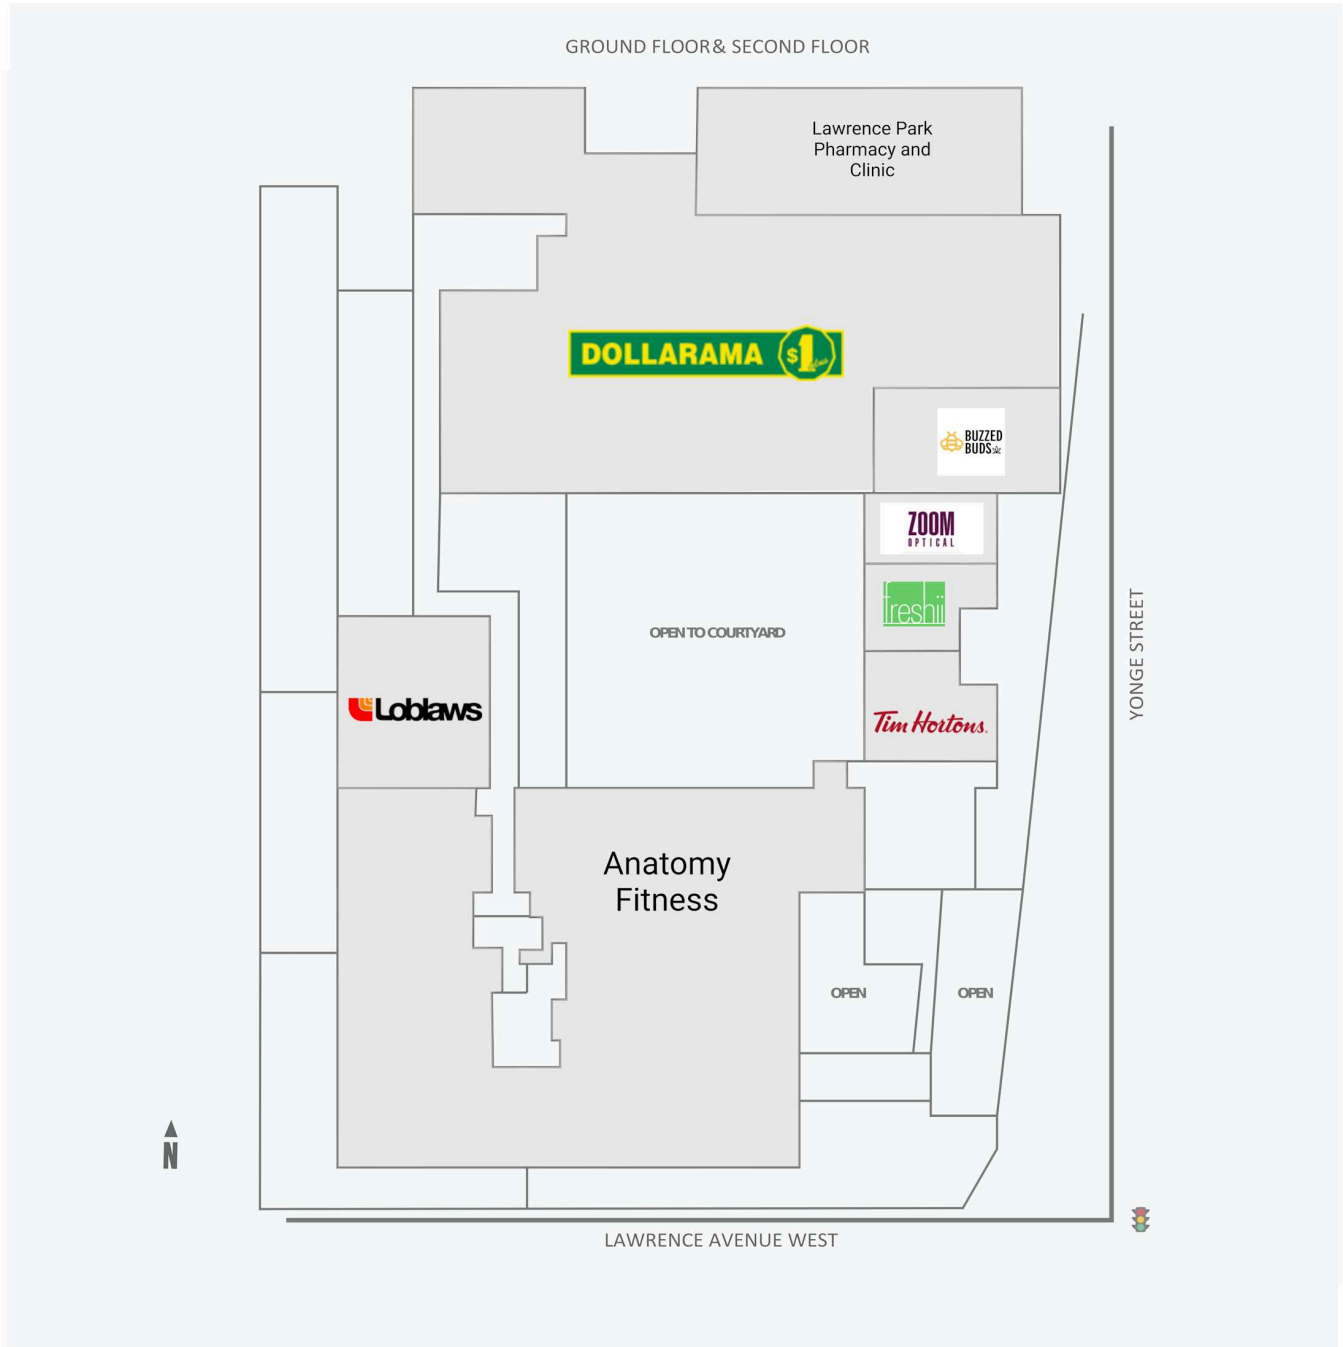 GROUND FLOOR & SECOND FLOOR
Lawrence Park
Pharmacy and
Clinic
DOLLARAMA $1 plus
BUZZED
BUDS
ZOOM
OPTICAL
freshii
OPEN TO COURTYARD
YONGE STREET
Loblaws
Tim Hortons.
Anatomy
Fitness
OPEN
OPEN
N
LAWRENCE AVENUE WEST